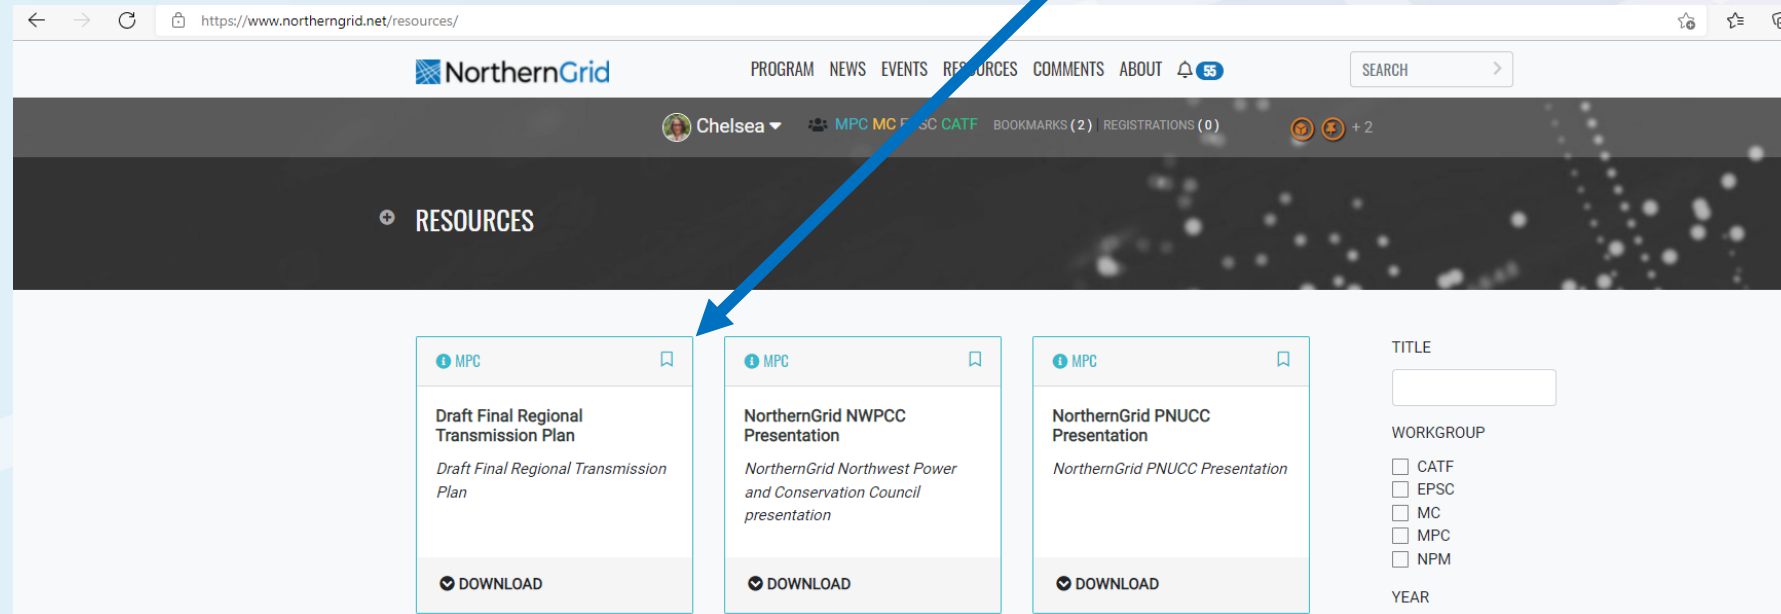 https://www.northerngrid.net/resources/
NorthernGrid
PROGRAM NEWS EVENTS RESOURCES COMMENTS ABOUT 55
SEARCH
Chelsea MPC MC EPSC CATF BOOKMARKS (2) | REGISTRATIONS (0) + 2
RESOURCES
MPC
Draft Final Regional
Transmission Plan
Draft Final Regional Transmission
Plan
DOWNLOAD
MPC
NorthernGrid NWPCC
Presentation
NorthernGrid Northwest Power
and Conservation Council
presentation
DOWNLOAD
MPC
NorthernGrid PNUCC
Presentation
NorthernGrid PNUCC Presentation
DOWNLOAD
TITLE
WORKGROUP
CATF
EPSC
MC
MPC
NPM
YEAR